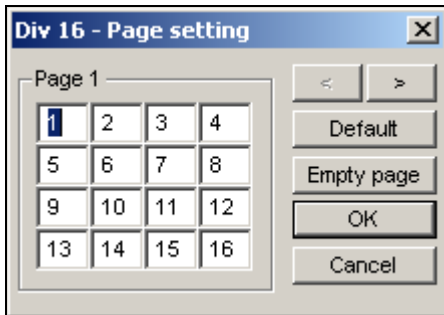 Div 16 - Page setting
Page 1
< >
1 2 3 4
Default
5 6 7 8
Empty page
9 10 11 12
OK
13 14 15 16
Cancel